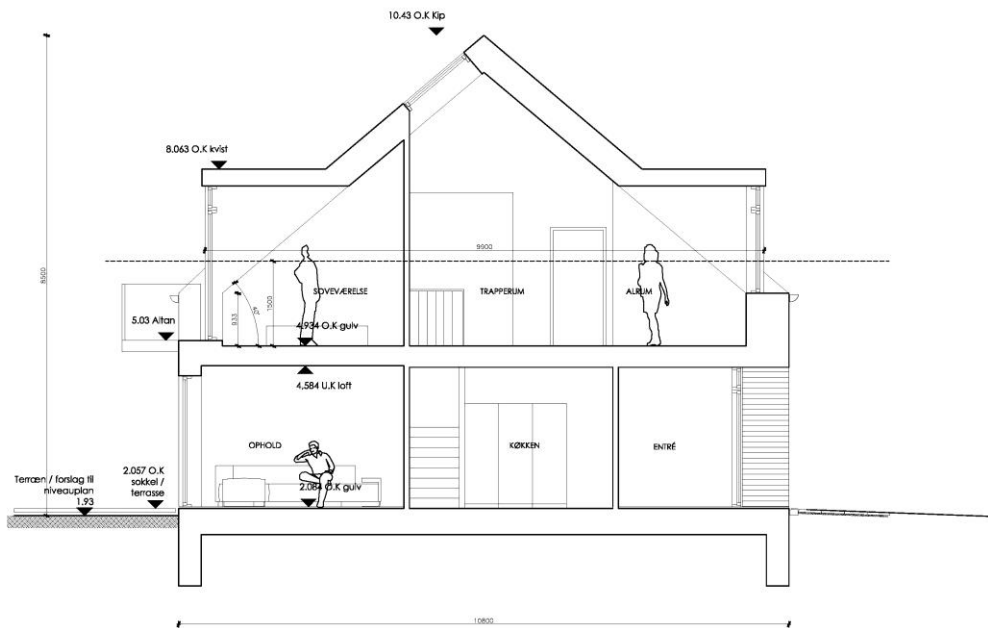 10.43 O.K Kip
8.063 O.K kvist
9900
8500
SOVEVÆRELSE
TRAPPERUM
ALRUM
1500
933
40°
5.03 Altan
4.934 O.K gulv
4,584 U.K loft
OPHOLD
KØKKEN
ENTRÉ
Terræn / forslag til
niveauplan
1.93
2.057 O.K
sokkel /
terrasse
2.084 O.K gulv
10800